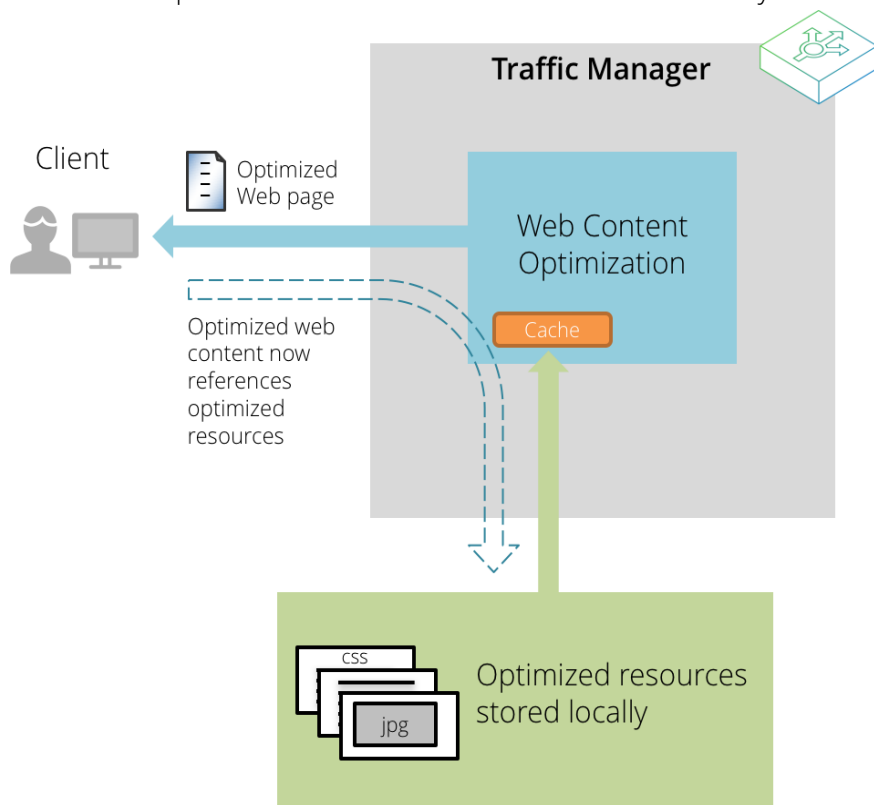 Traffic Manager
Client
Optimized
Web page
Web Content
Optimization
Cache
Optimized web
content now
references
optimized
resources
css
jpg
Optimized resources
stored locally